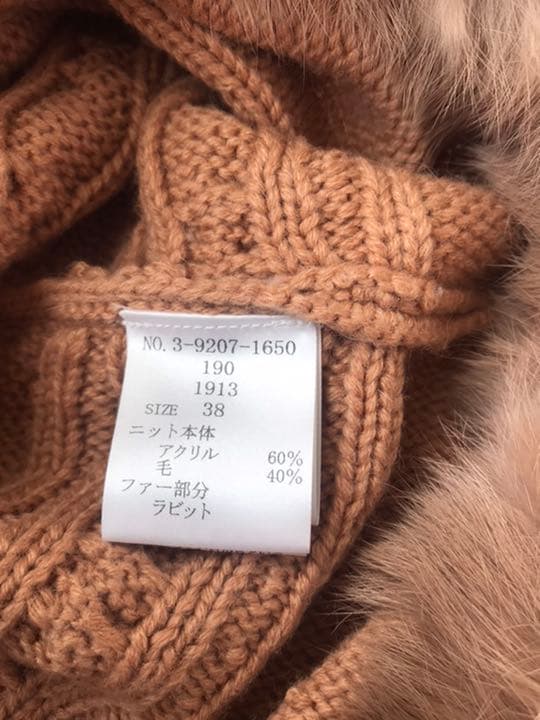 NO. 3-9207-1650
190
1913
SIZE 38
ニット本体
アクリル 60%
毛 40%
ファー部分
ラビット